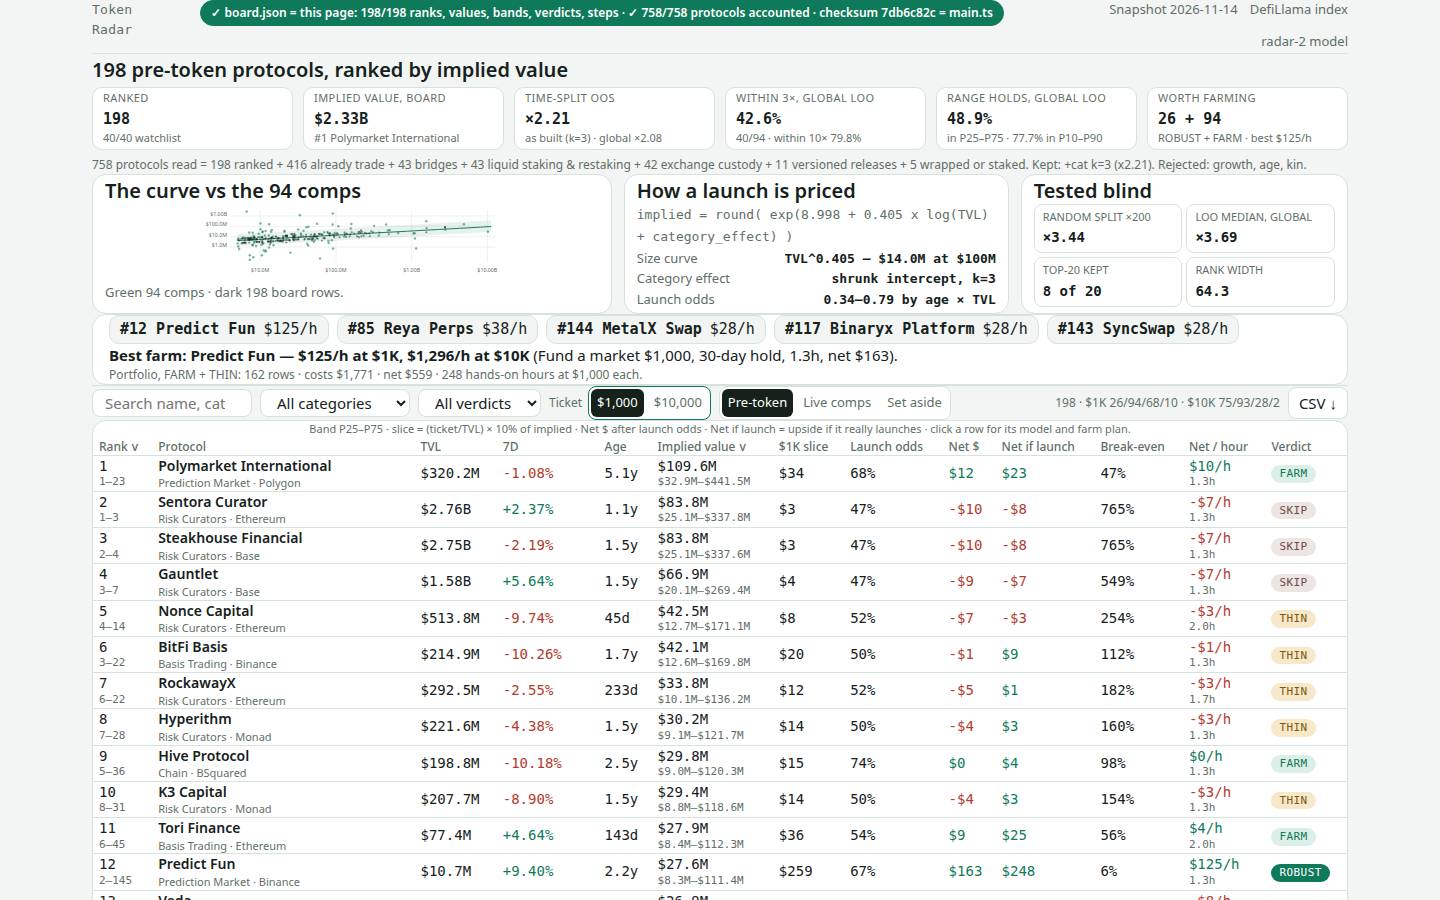 Token
Radar
✓ board.json = this page: 198/198 ranks, values, bands, verdicts, steps · ✓ 758/758 protocols accounted · checksum 7db6c82c = main.ts
Snapshot 2026-11-14 DefiLlama index
radar-2 model
198 pre-token protocols, ranked by implied value
RANKED
198
40/40 watchlist
IMPLIED VALUE, BOARD
$2.33B
#1 Polymarket International
TIME-SPLIT OOS
×2.21
as built (k=3) · global ×2.08
WITHIN 3×, GLOBAL LOO
42.6%
40/94 · within 10× 79.8%
RANGE HOLDS, GLOBAL LOO
48.9%
in P25–P75 · 77.7% in P10–P90
WORTH FARMING
26 + 94
ROBUST + FARM · best $125/h
758 protocols read = 198 ranked + 416 already trade + 43 bridges + 43 liquid staking & restaking + 42 exchange custody + 11 versioned releases + 5 wrapped or staked. Kept: +cat k=3 (x2.21). Rejected: growth, age, kin.
The curve vs the 94 comps
$1.00B
$100.0M
$10.0M
$1.0M
$10.0M $100.0M $1.00B $10.00B
Green 94 comps · dark 198 board rows.
How a launch is priced
implied = round( exp(8.998 + 0.405 x log(TVL)
+ category_effect) )
Size curve TVL^0.405 — $14.0M at $100M
Category effect shrunk intercept, k=3
Launch odds 0.34–0.79 by age × TVL
Tested blind
RANDOM SPLIT ×200
×3.44
LOO MEDIAN, GLOBAL
×3.69
TOP-20 KEPT
8 of 20
RANK WIDTH
64.3
#12 Predict Fun $125/h #85 Reya Perps $38/h #144 MetalX Swap $28/h #117 Binaryx Platform $28/h #143 SyncSwap $28/h
Best farm: Predict Fun — $125/h at $1K, $1,296/h at $10K (Fund a market $1,000, 30-day hold, 1.3h, net $163).
Portfolio, FARM + THIN: 162 rows · costs $1,771 · net $559 · 248 hands-on hours at $1,000 each.
Search name, cat All categories All verdicts Ticket $1,000 $10,000 Pre-token Live comps Set aside 198 · $1K 26/94/68/10 · $10K 75/93/28/2 CSV ↓
Band P25–P75 · slice = (ticket/TVL) × 10% of implied · Net $ after launch odds · Net if launch = upside if it really launches · click a row for its model and farm plan.
Rank v Protocol TVL 7D Age Implied value v $1K slice Launch odds Net $ Net if launch Break-even Net / hour Verdict
1 Polymarket International $320.2M -1.08% 5.1y $109.6M $34 68% $12 $23 47% $10/h FARM
1–23 Prediction Market · Polygon $32.9M–$441.5M 1.3h
2 Sentora Curator $2.76B +2.37% 1.1y $83.8M $3 47% -$10 -$8 765% -$7/h SKIP
1–3 Risk Curators · Ethereum $25.1M–$337.8M 1.3h
3 Steakhouse Financial $2.75B -2.19% 1.5y $83.8M $3 47% -$10 -$8 765% -$7/h SKIP
2–4 Risk Curators · Base $25.1M–$337.6M 1.3h
4 Gauntlet $1.58B +5.64% 1.5y $66.9M $4 47% -$9 -$7 549% -$7/h SKIP
3–7 Risk Curators · Base $20.1M–$269.4M 1.3h
5 Nonce Capital $513.8M -9.74% 45d $42.5M $8 52% -$7 -$3 254% -$3/h THIN
4–14 Risk Curators · Ethereum $12.7M–$171.1M 2.0h
6 BitFi Basis $214.9M -10.26% 1.7y $42.1M $20 50% -$1 $9 112% -$1/h THIN
3–22 Basis Trading · Binance $12.6M–$169.8M 1.3h
7 RockawayX $292.5M -2.55% 233d $33.8M $12 52% -$5 $1 182% -$3/h THIN
6–22 Risk Curators · Ethereum $10.1M–$136.2M 1.7h
8 Hyperithm $221.6M -4.38% 1.5y $30.2M $14 50% -$4 $3 160% -$3/h THIN
7–28 Risk Curators · Monad $9.1M–$121.7M 1.3h
9 Hive Protocol $198.8M -10.18% 2.5y $29.8M $15 74% $0 $4 98% $0/h FARM
5–36 Chain · BSquared $9.0M–$120.3M 1.3h
10 K3 Capital $207.7M -8.90% 1.5y $29.4M $14 50% -$4 $3 154% -$3/h THIN
8–31 Risk Curators · Monad $8.8M–$118.6M 1.3h
11 Tori Finance $77.4M +4.64% 143d $27.9M $36 54% $9 $25 56% $4/h FARM
6–45 Basis Trading · Ethereum $8.4M–$112.3M 2.0h
12 Predict Fun $10.7M +9.40% 2.2y $27.6M $259 67% $163 $248 6% $125/h ROBUST
2–145 Prediction Market · Binance $8.3M–$111.4M 1.3h